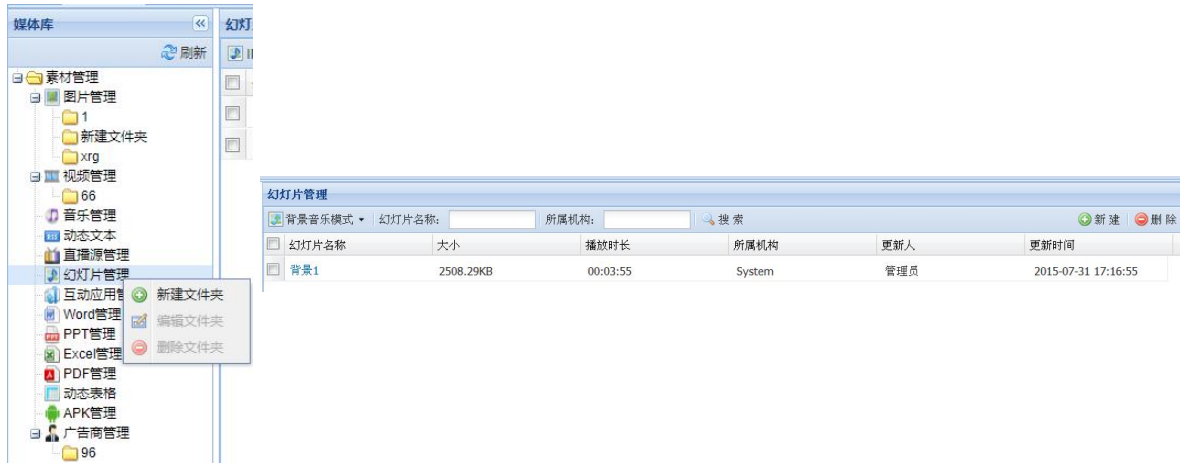 媒体库
刷新
素材管理
图片管理
1
新建文件夹
xrg
视频管理
66
音乐管理
动态文本
直播源管理
幻灯片管理
互动应用
Word管理
PPT管理
Excel管理
PDF管理
动态表格
APK管理
广告商管理
96
新建文件夹
编辑文件夹
删除文件夹
幻灯
幻灯片管理
背景音乐模式 幻灯片名称: 所属机构: 搜索 新建 删除
幻灯片名称 大小 播放时长 所属机构 更新人 更新时间
背景1 2508.29KB 00:03:55 System 管理员 2015-07-31 17:16:55